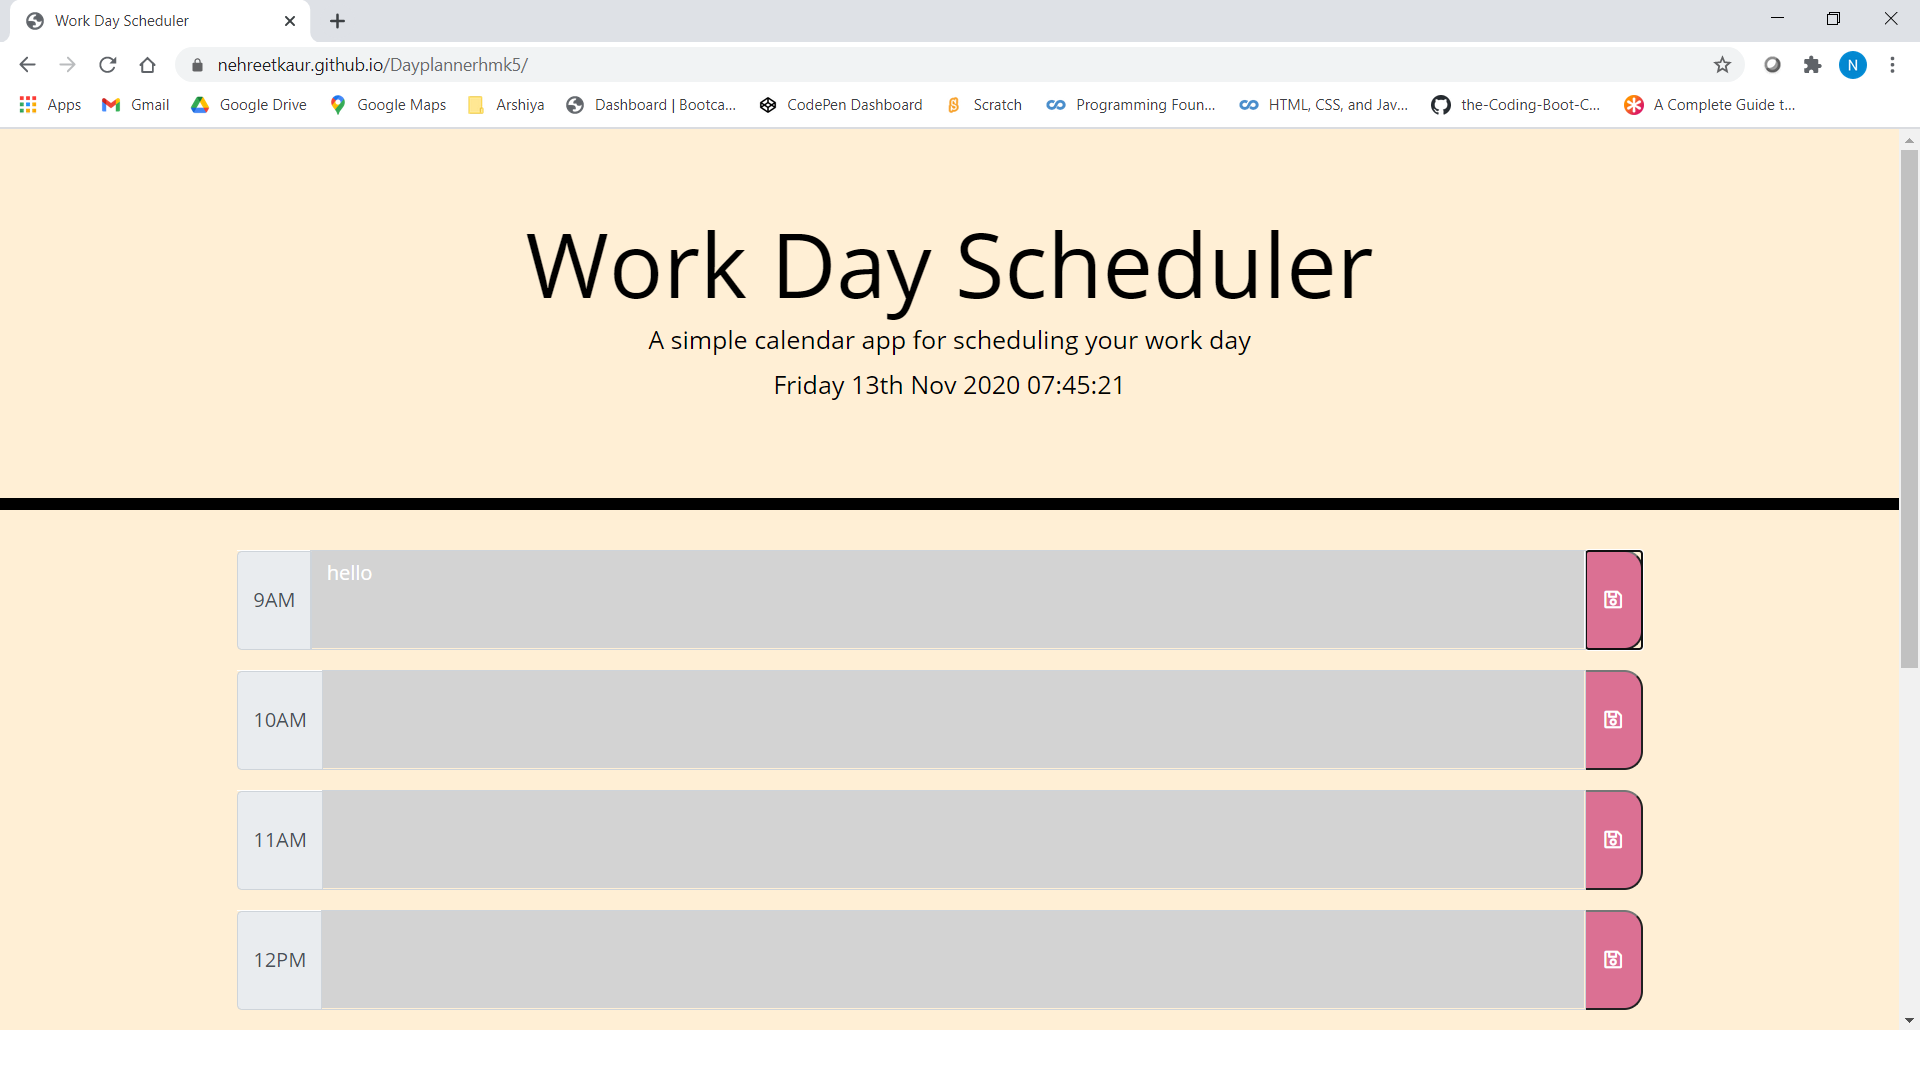 Work Day Scheduler
nehreetkaur.github.io/Dayplannerhmk5/
N
Apps Gmail Google Drive Google Maps Arshiya Dashboard | Bootca... CodePen Dashboard Scratch Programming Foun... HTML, CSS, and Jav... the-Coding-Boot-C... A Complete Guide t...
Work Day Scheduler
A simple calendar app for scheduling your work day
Friday 13th Nov 2020 07:45:21
9AM hello
10AM
11AM
12PM